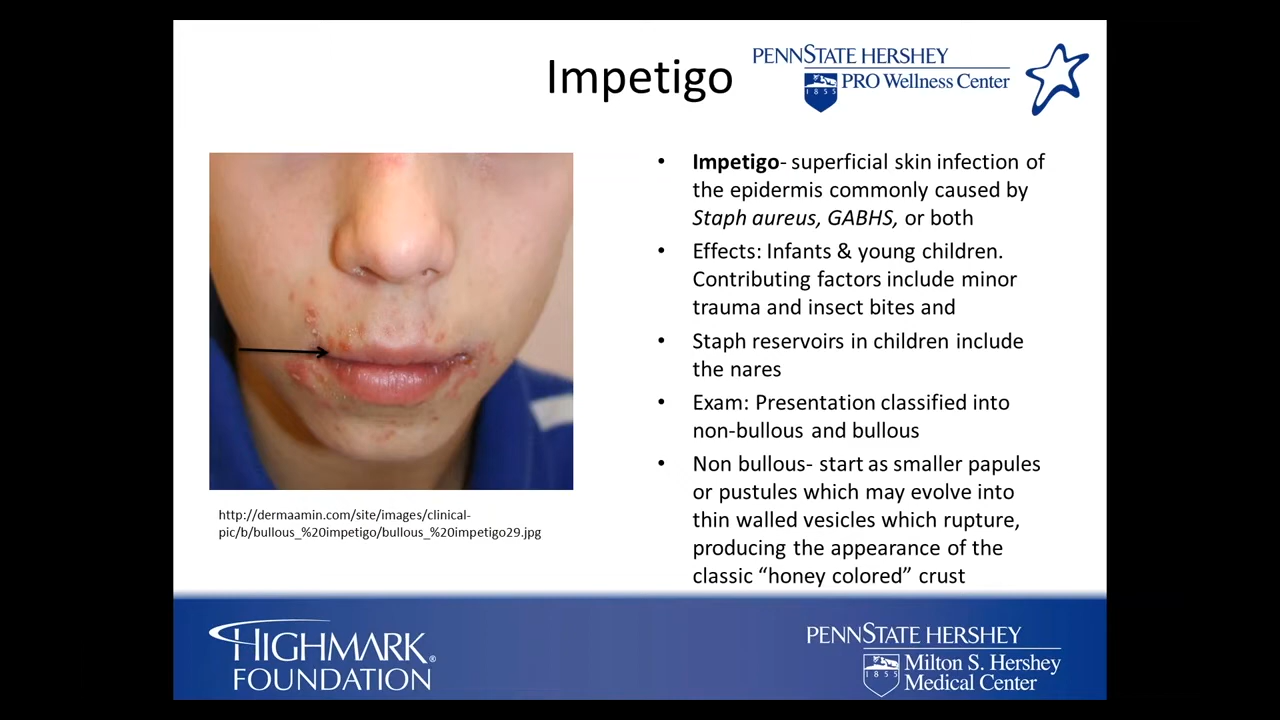 Impetigo
PENNSTATE HERSHEY
PRO Wellness Center
1855
• Impetigo- superficial skin infection of
the epidermis commonly caused by
Staph aureus, GABHS, or both
• Effects: Infants & young children.
Contributing factors include minor
trauma and insect bites and
• Staph reservoirs in children include
the nares
• Exam: Presentation classified into
non-bullous and bullous
• Non bullous- start as smaller papules
or pustules which may evolve into
thin walled vesicles which rupture,
producing the appearance of the
classic “honey colored” crust
http://dermaamin.com/site/images/clinical-
pic/b/bullous_%20impetigo/bullous_%20impetigo29.jpg
HIGHMARK®
FOUNDATION
PENNSTATE HERSHEY
1855
Milton S. Hershey
Medical Center